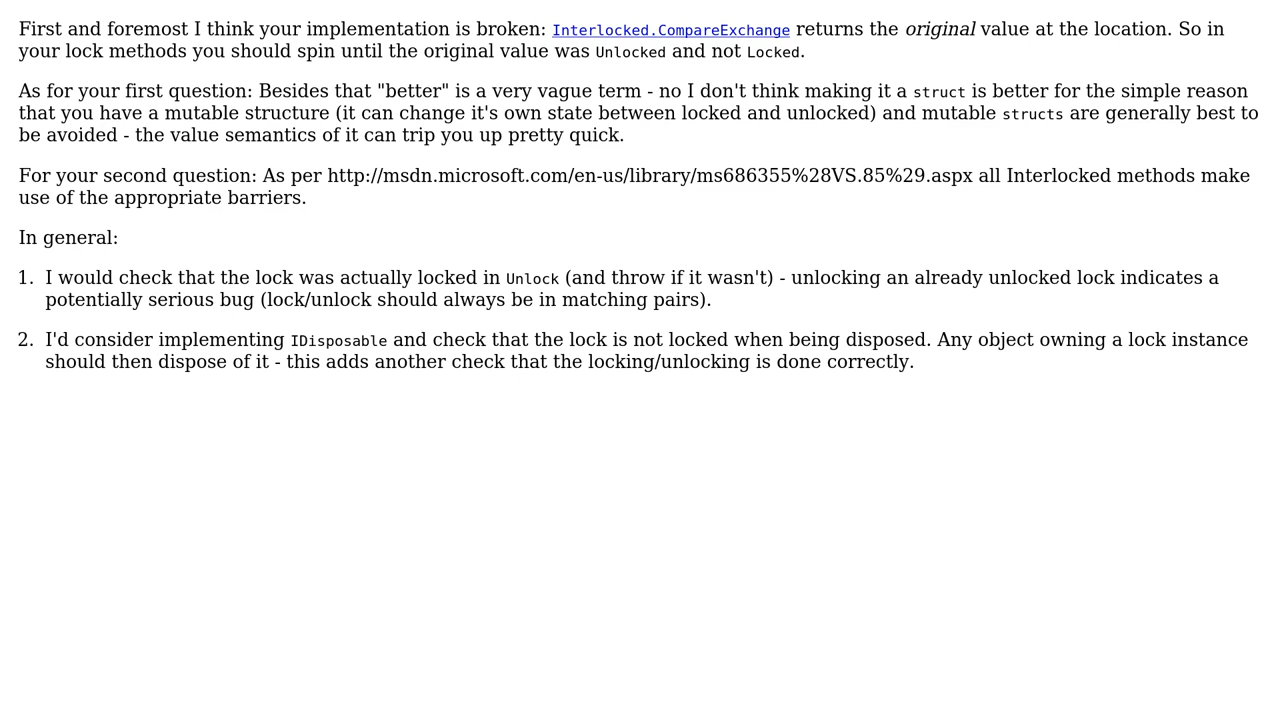 First and foremost I think your implementation is broken: Interlocked.CompareExchange returns the original value at the location. So in
your lock methods you should spin until the original value was Unlocked and not Locked.
As for your first question: Besides that "better" is a very vague term - no I don't think making it a struct is better for the simple reason
that you have a mutable structure (it can change it's own state between locked and unlocked) and mutable structs are generally best to
be avoided - the value semantics of it can trip you up pretty quick.
For your second question: As per http://msdn.microsoft.com/en-us/library/ms686355%28VS.85%29.aspx all Interlocked methods make
use of the appropriate barriers.
In general:
1. I would check that the lock was actually locked in Unlock (and throw if it wasn't) - unlocking an already unlocked lock indicates a
potentially serious bug (lock/unlock should always be in matching pairs).
2. I'd consider implementing IDisposable and check that the lock is not locked when being disposed. Any object owning a lock instance
should then dispose of it - this adds another check that the locking/unlocking is done correctly.